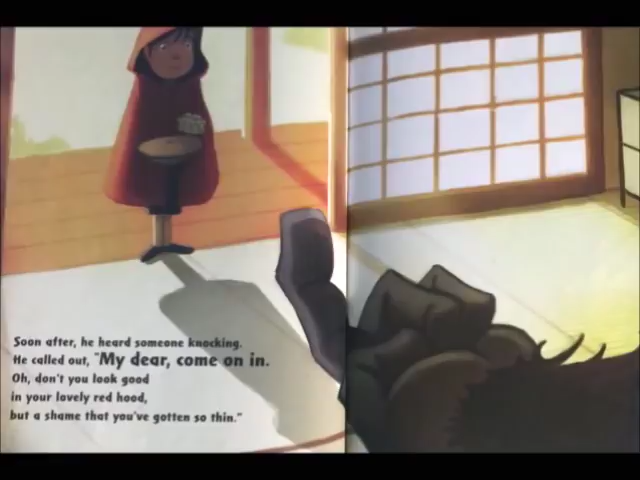 Soon after, he heard someone knocking.
He called out, "My dear, come on in.
Oh, don't you look good
in your lovely red hood,
but a shame that you've gotten so thin."